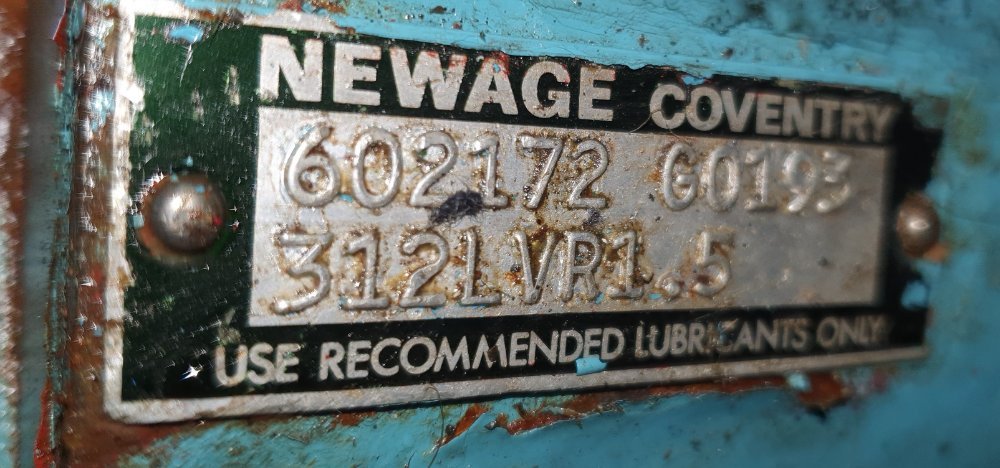 NEWAGE COVENTRY
602172 G0193
312LVR1.5
USE RECOMMENDED LUBRICANTS ONLY